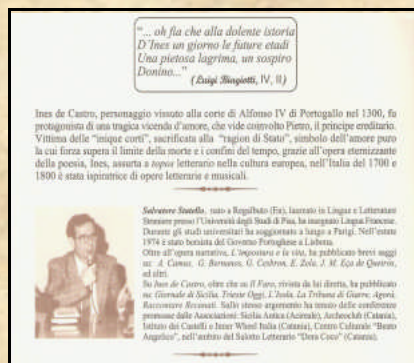 "... oh fia che alla dolente istoria
D'Ines un giorno le future etadi
Una pietosa lagrima, un sospiro
Donino..."
(Luigi Biagiotti, IV, II)
Ines de Castro, personaggio vissuto alla corte di Alfonso IV di Portogallo nel 1300, fu
protagonista di una tragica vicenda d'amore, che vide coinvolto Pietro, il principe ereditario.
Vittima delle "inique corti", sacrificata alla "ragion di Stato", simbolo dell'amore puro
la cui forza supera il limite della morte e i confini del tempo, grazie all'opera eternizzante
della poesia, Ines, assurta a topos letterario nella cultura europea, nell'Italia del 1700 e
1800 è stata ispiratrice di opere letterarie e musicali.
Salvatore Statello, nato a Regalbuto (En), laureato in Lingue e Letterature
Straniere presso l'Università degli Studi di Pisa, ha insegnato Lingua Francese.
Durante gli studi universitari ha soggiornato a lungo a Parigi. Nell'estate
1974 è stato borsista del Governo Portoghese a Lisbona.
Oltre all'opera narrativa, L'impostura e la vita, ha pubblicato brevi saggi
su: A. Camus, G. Bernanos, G. Cesbron, E. Zola, J. M. Eça de Queiròs,
ed altri.
Su Ines de Castro, oltre che su Il Faro, rivista da lui diretta, ha pubblicato
su: Giornale di Sicilia, Trieste Oggi, L'Isola, La Tribuna di Giarre, Agorà,
Raccontare Recanati. Sullo stesso argomento ha tenuto delle conferenze
promosse dalle Associazioni: Sicilia Antica (Acireale), Archeoclub (Catania),
Istituto dei Castelli e Inner Wheel Italia (Catania), Centro Culturale "Beato
Angelico", nell'ambito del Salotto Letterario "Dora Coco" (Catania).